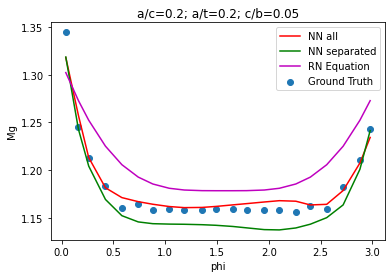 a/c=0.2; a/t=0.2; c/b=0.05
NN all
NN separated
RN Equation
Ground Truth
1.35
1.30
1.25
1.20
1.15
Mg
0.0
0.5
1.0
1.5
2.0
2.5
3.0
phi